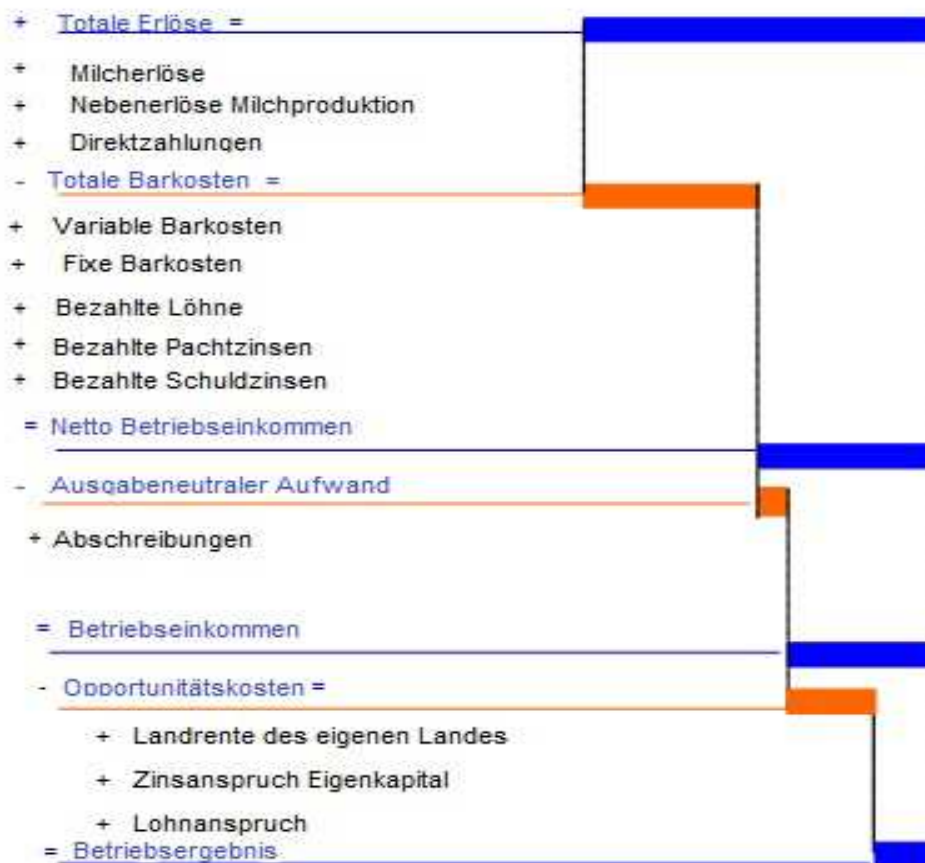 + Totale Erlöse =
+ Milcherlöse
+ Nebenerlöse Milchproduktion
+ Direktzahlungen
- Totale Barkosten =
+ Variable Barkosten
+ Fixe Barkosten
+ Bezahlte Löhne
+ Bezahlte Pachtzinsen
+ Bezahlte Schuldzinsen
= Netto Betriebseinkommen
- Ausgabeneutraler Aufwand
+ Abschreibungen
= Betriebseinkommen
- Opportunitätskosten =
+ Landrente des eigenen Landes
+ Zinsanspruch Eigenkapital
+ Lohnanspruch
= Betriebsergebnis